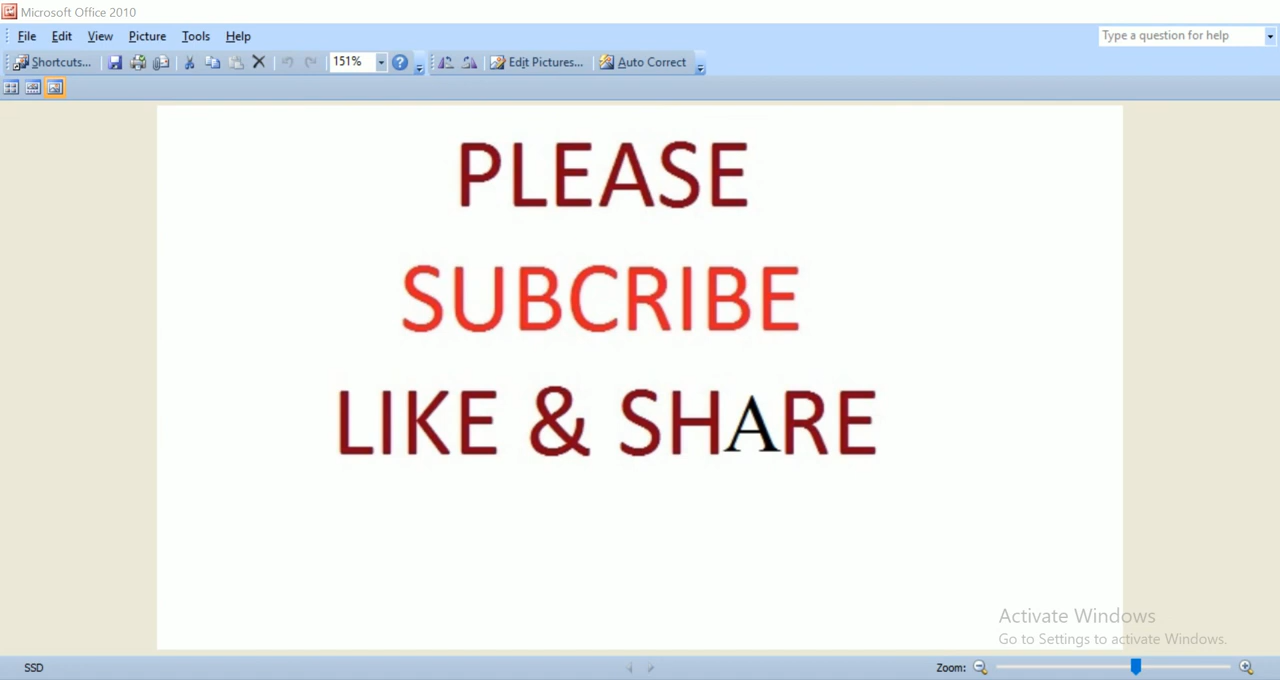 Microsoft Office 2010
File Edit View Picture Tools Help
Type a question for help
Shortcuts... 151% Edit Pictures... Auto Correct
PLEASE
SUBCRIBE
LIKE & SHARE
Activate Windows
Go to Settings to activate Windows.
SSD
Zoom: